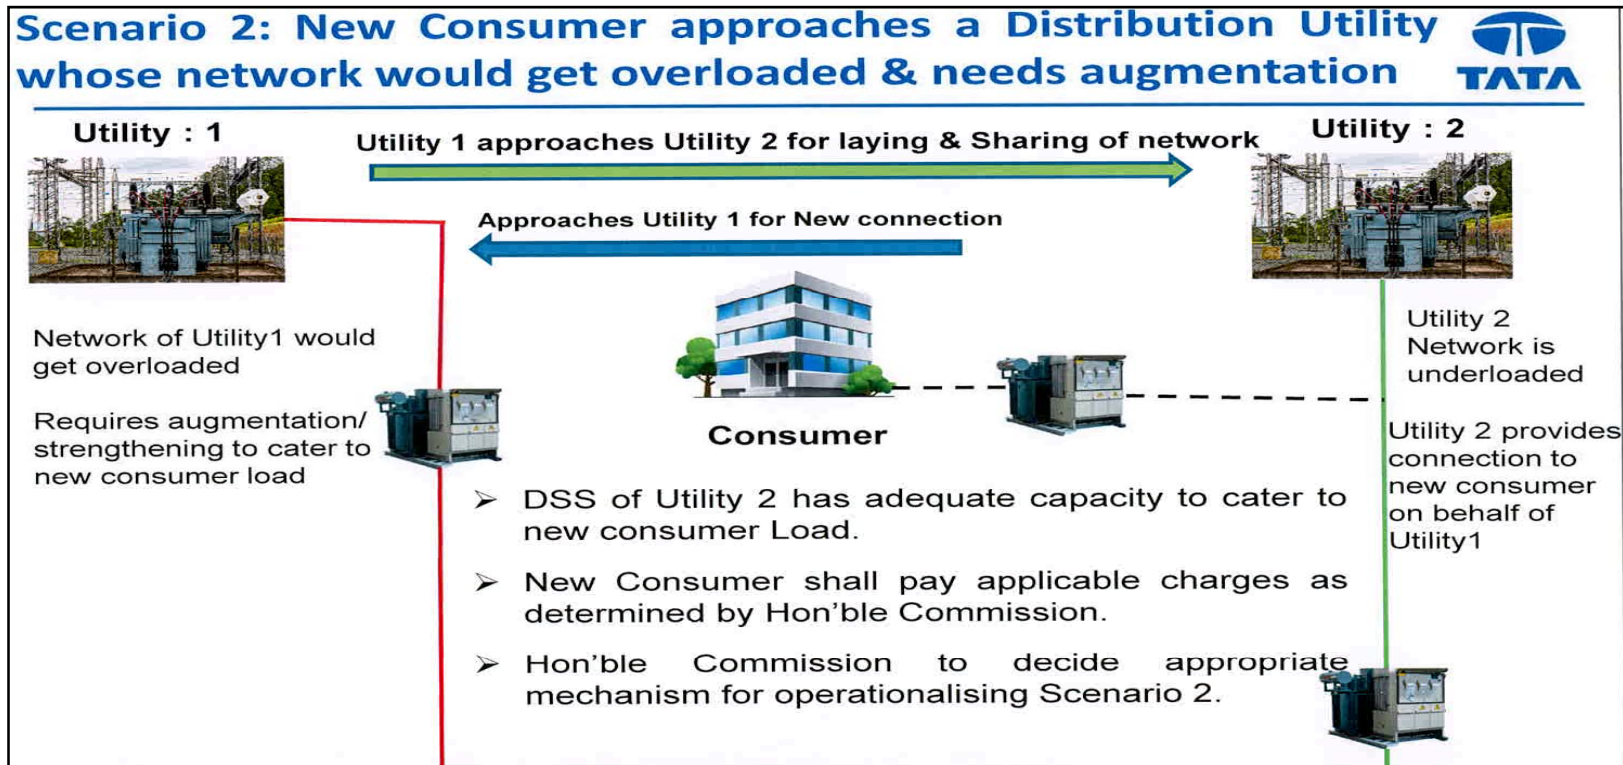 Scenario 2: New Consumer approaches a Distribution Utility
whose network would get overloaded & needs augmentation
TATA
Utility : 1
Utility 1 approaches Utility 2 for laying & Sharing of network
Utility : 2
Approaches Utility 1 for New connection
Network of Utility1 would
get overloaded
Requires augmentation/
strengthening to cater to
new consumer load
Consumer
Utility 2
Network is
underloaded
Utility 2 provides
connection to
new consumer
on behalf of
Utility1
➢ DSS of Utility 2 has adequate capacity to cater to
new consumer Load.
➢ New Consumer shall pay applicable charges as
determined by Hon'ble Commission.
➢ Hon'ble Commission to decide appropriate
mechanism for operationalising Scenario 2.